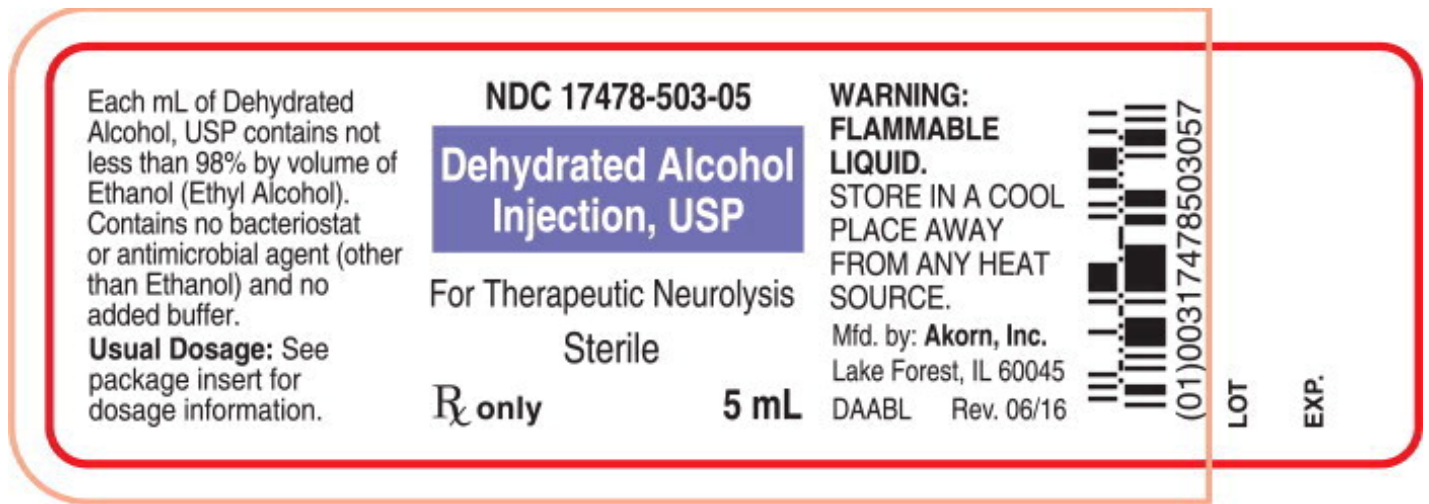 Each mL of Dehydrated
Alcohol, USP contains not
less than 98% by volume of
Ethanol (Ethyl Alcohol).
Contains no bacteriostat
or antimicrobial agent (other
than Ethanol) and no
added buffer.
Usual Dosage: See
package insert for
dosage information.
NDC 17478-503-05
Dehydrated Alcohol
Injection, USP
For Therapeutic Neurolysis
Sterile
℞ only 5 mL
WARNING:
FLAMMABLE
LIQUID.
STORE IN A COOL
PLACE AWAY
FROM ANY HEAT
SOURCE.
Mfd. by: Akorn, Inc.
Lake Forest, IL 60045
DAABL Rev. 06/16
(01)00317478503057
LOT
EXP.